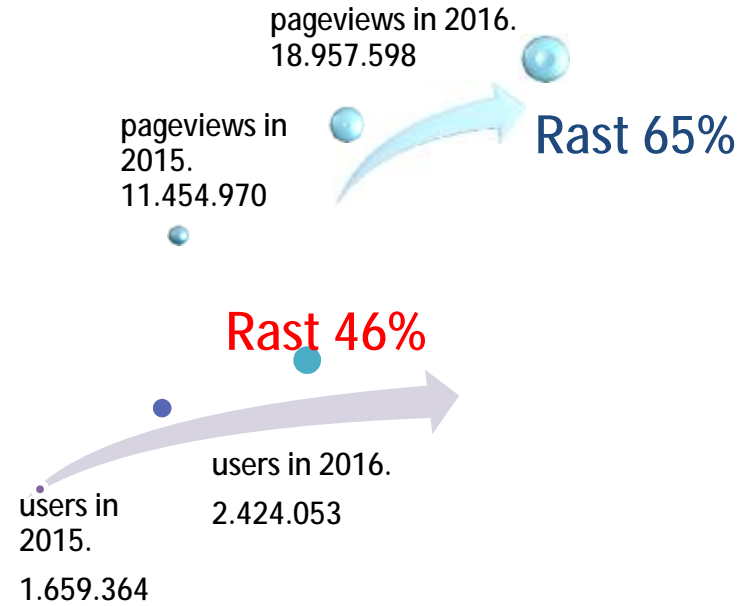 pageviews in 2016.
18.957.598
pageviews in
2015.
11.454.970
Rast 65%
Rast 46%
users in 2016.
2.424.053
users in
2015.
1.659.364